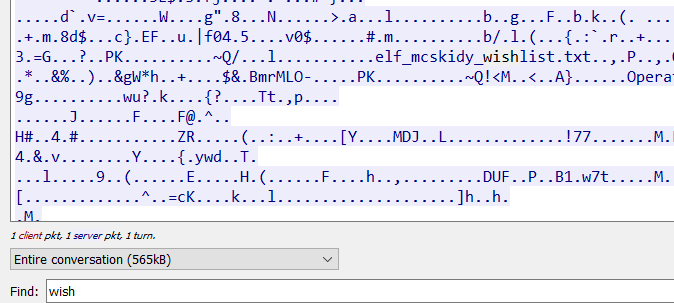 .....d`.v=......W....g".8...N......>.a...l..........b..g...F..b.k..(.
.+.m.8d$...c}.EF..u.|f04.5....v0$......#.m..........b/.l.(...{.:`.r..+...
3.=G...?..PK..........~Q/...l...........elf_mcskidy_wishlist.txt..,.P..,.
.*..&%..)..&gW*h..+....$&.BmrMLO-.....PK..........~Q!<M..<..A}......Operat
9g..........wu?.k....{?....Tt.,p....
......J......F....F@.^..
H#..4.#...........ZR.....(..:..+....[Y....MDJ..L.............!77.......M.
4.&.v........Y....{.ywd..T.
...l.....9..(......E.....H.(......F....h..,.........DUF..P..B1.w7t.....M.
[.............^..=cK....k...l.....................]h..h.
.M.
1 client pkt, 1 server pkt, 1 turn.
Entire conversation (565kB)
Find: wish